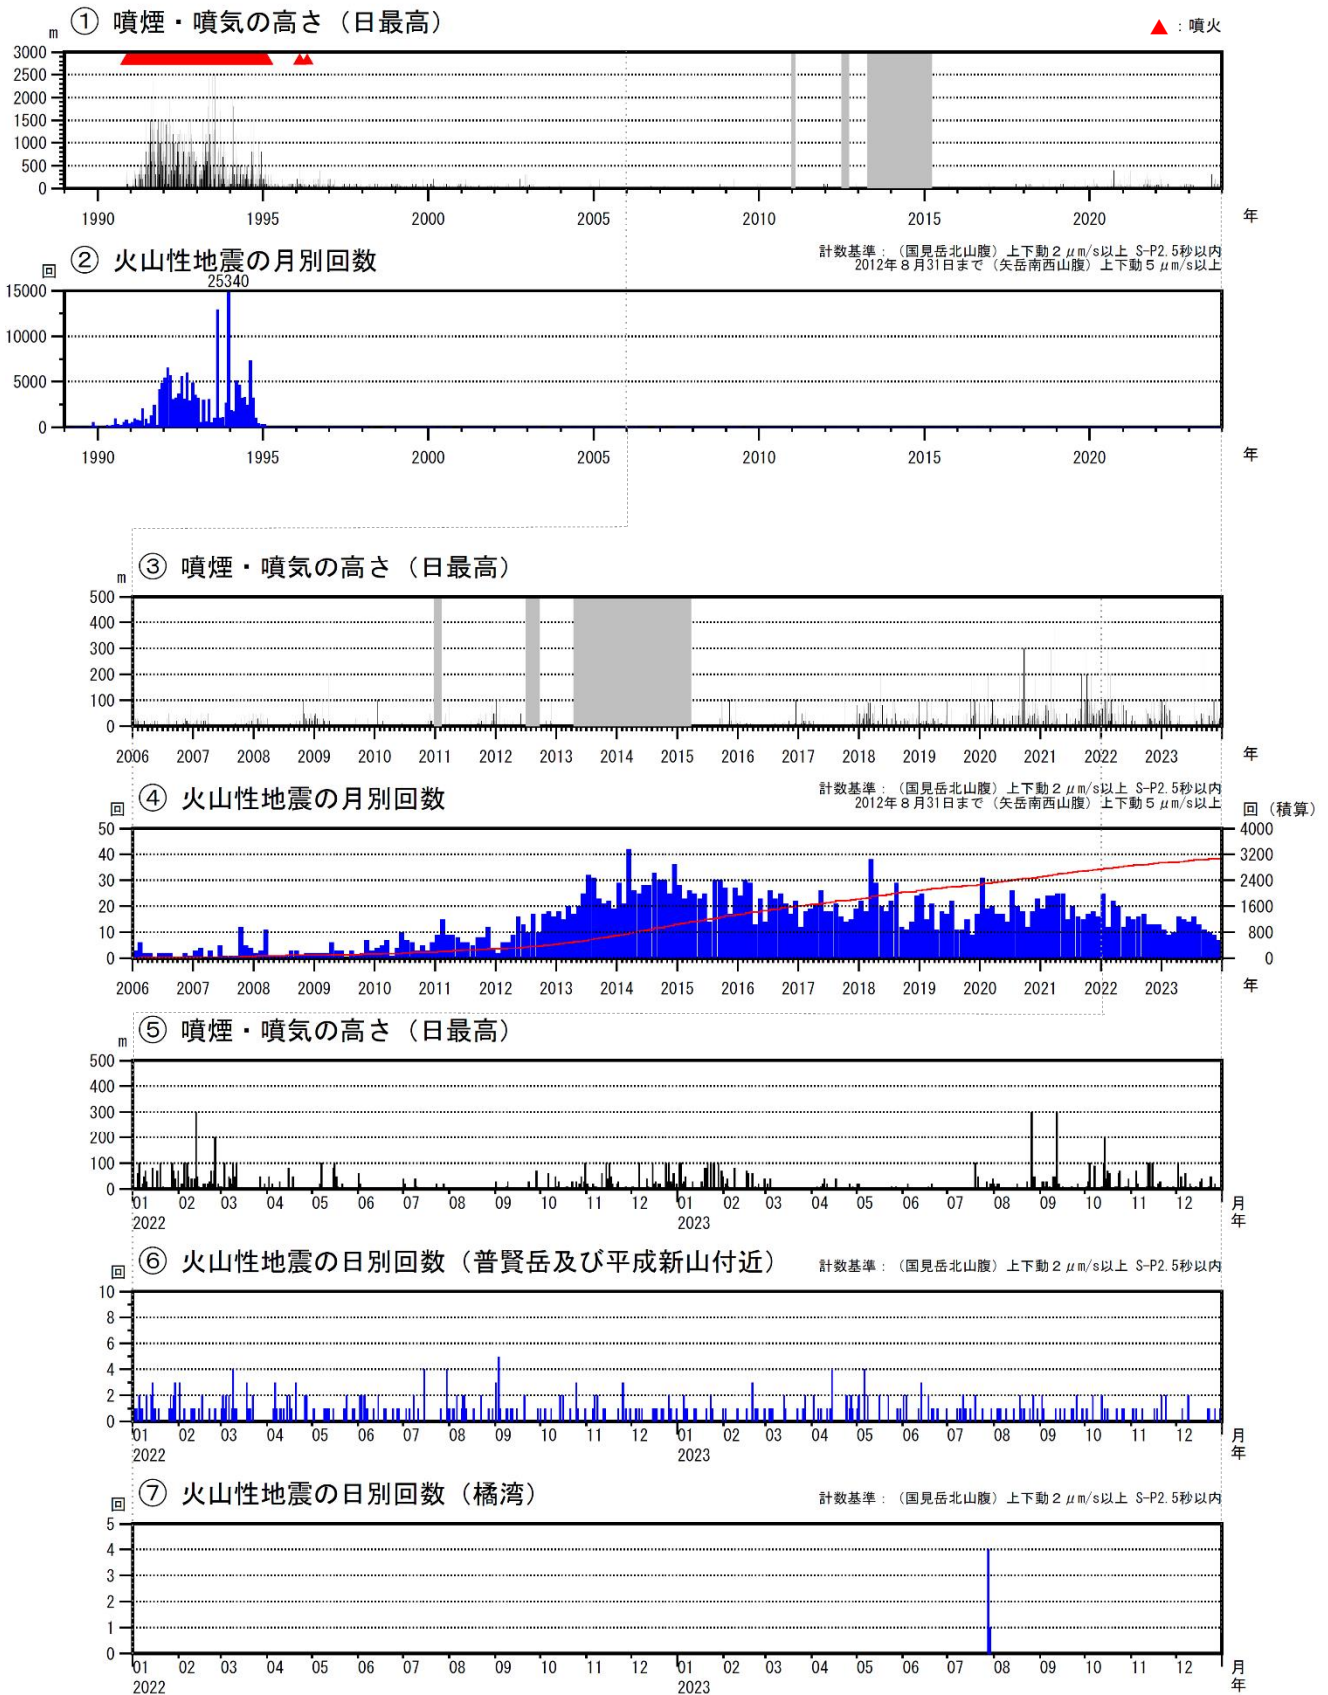 ① 噴煙・噴気の高さ（日最高）
▲ : 噴火
m
3000
2500
2000
1500
1000
500
0
1990 1995 2000 2005 2010 2015 2020 年
② 火山性地震の月別回数
計数基準： （国見岳北山腹）上下動２μm/s以上 S-P2.5秒以内
2012年８月31日まで（矢岳南西山腹）上下動５μm/s以上
回
25340
15000
10000
5000
0
1990 1995 2000 2005 2010 2015 2020 年
③ 噴煙・噴気の高さ（日最高）
m
500
400
300
200
100
0
2006 2007 2008 2009 2010 2011 2012 2013 2014 2015 2016 2017 2018 2019 2020 2021 2022 2023 年
④ 火山性地震の月別回数
計数基準： （国見岳北山腹）上下動２μm/s以上 S-P2.5秒以内
2012年８月31日まで（矢岳南西山腹）上下動５μm/s以上
回 回（積算）
50 4000
40 3200
30 2400
20 1600
10 800
0 0
2006 2007 2008 2009 2010 2011 2012 2013 2014 2015 2016 2017 2018 2019 2020 2021 2022 2023 年
⑤ 噴煙・噴気の高さ（日最高）
m
500
400
300
200
100
0
01 02 03 04 05 06 07 08 09 10 11 12 01 02 03 04 05 06 07 08 09 10 11 12 月
2022 2023 年
⑥ 火山性地震の日別回数（普賢岳及び平成新山付近）
計数基準： （国見岳北山腹）上下動２μm/s以上 S-P2.5秒以内
回
10
8
6
4
2
0
01 02 03 04 05 06 07 08 09 10 11 12 01 02 03 04 05 06 07 08 09 10 11 12 月
2022 2023 年
⑦ 火山性地震の日別回数（橘湾）
計数基準： （国見岳北山腹）上下動２μm/s以上 S-P2.5秒以内
回
5
4
3
2
1
0
01 02 03 04 05 06 07 08 09 10 11 12 01 02 03 04 05 06 07 08 09 10 11 12 月
2022 2023 年